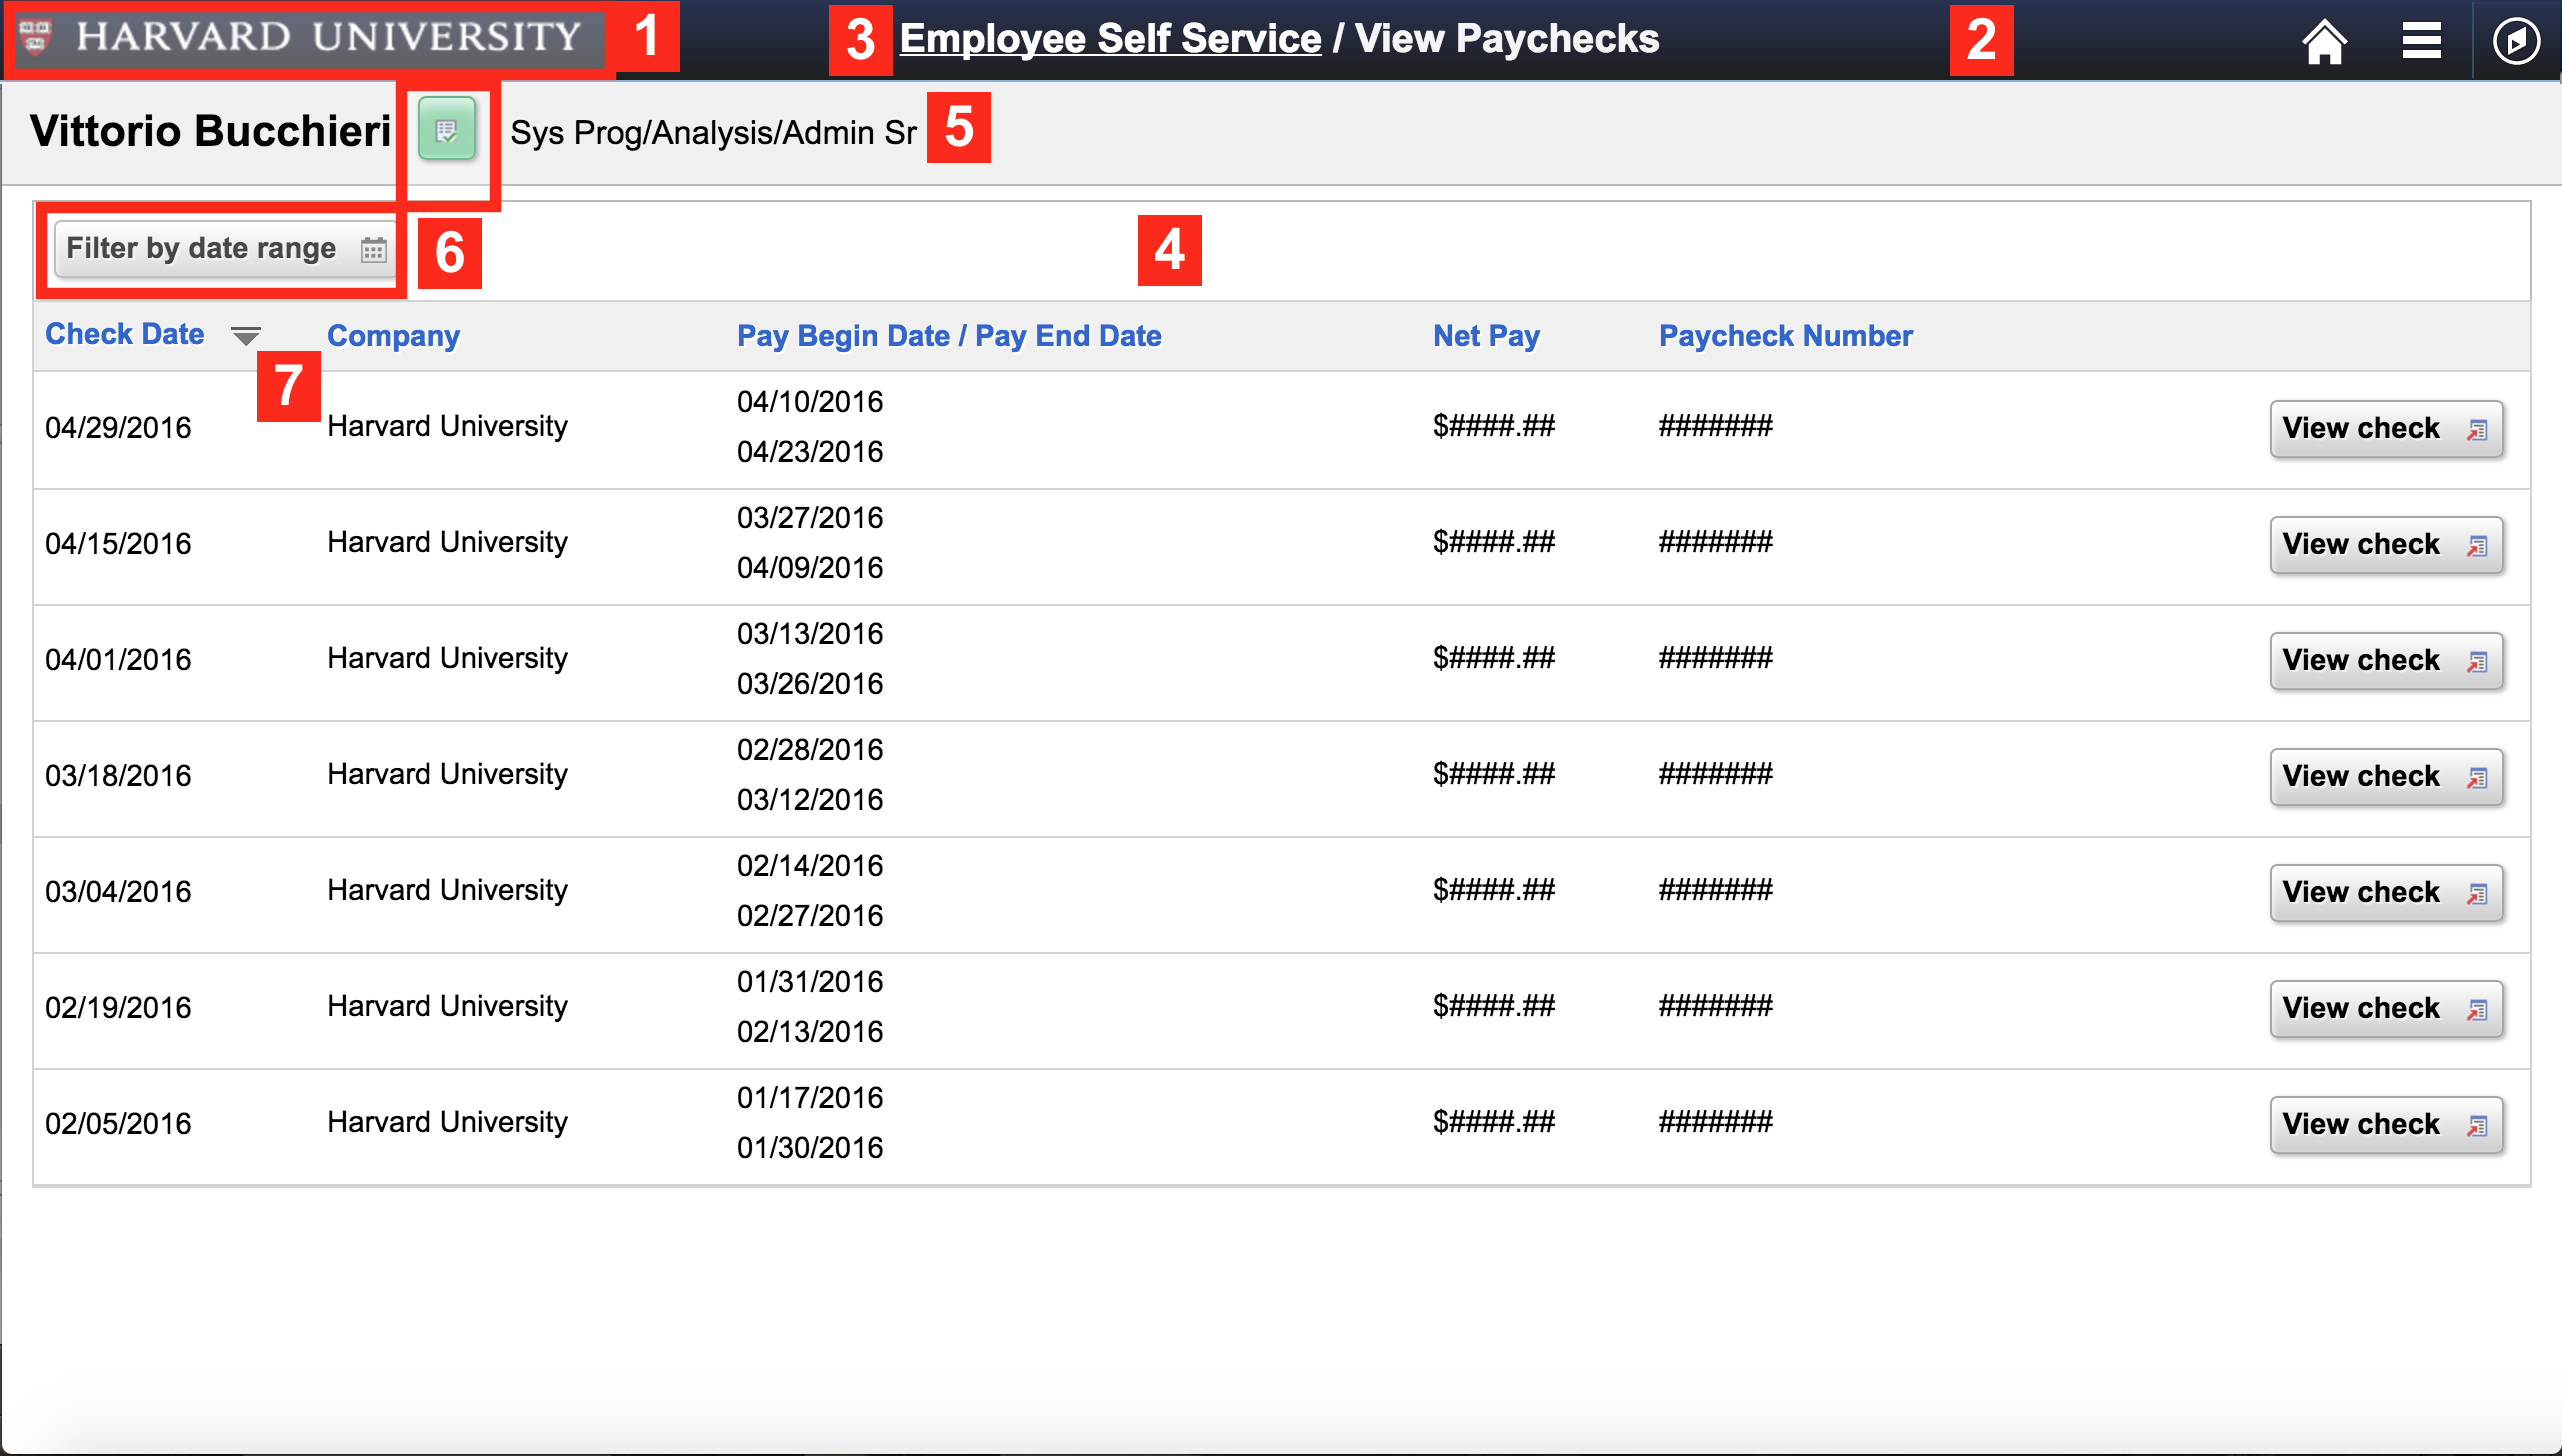 HARVARD UNIVERSITY 1 3 Employee Self Service / View Paychecks 2
Vittorio Bucchieri Sys Prog/Analysis/Admin Sr 5
Filter by date range 6 4
Check Date Company Pay Begin Date / Pay End Date Net Pay Paycheck Number
7
04/10/2016
04/29/2016 Harvard University $####.## ####### View check
04/23/2016
03/27/2016
04/15/2016 Harvard University $####.## ####### View check
04/09/2016
03/13/2016
04/01/2016 Harvard University $####.## ####### View check
03/26/2016
02/28/2016
03/18/2016 Harvard University $####.## ####### View check
03/12/2016
02/14/2016
03/04/2016 Harvard University $####.## ####### View check
02/27/2016
01/31/2016
02/19/2016 Harvard University $####.## ####### View check
02/13/2016
01/17/2016
02/05/2016 Harvard University $####.## ####### View check
01/30/2016